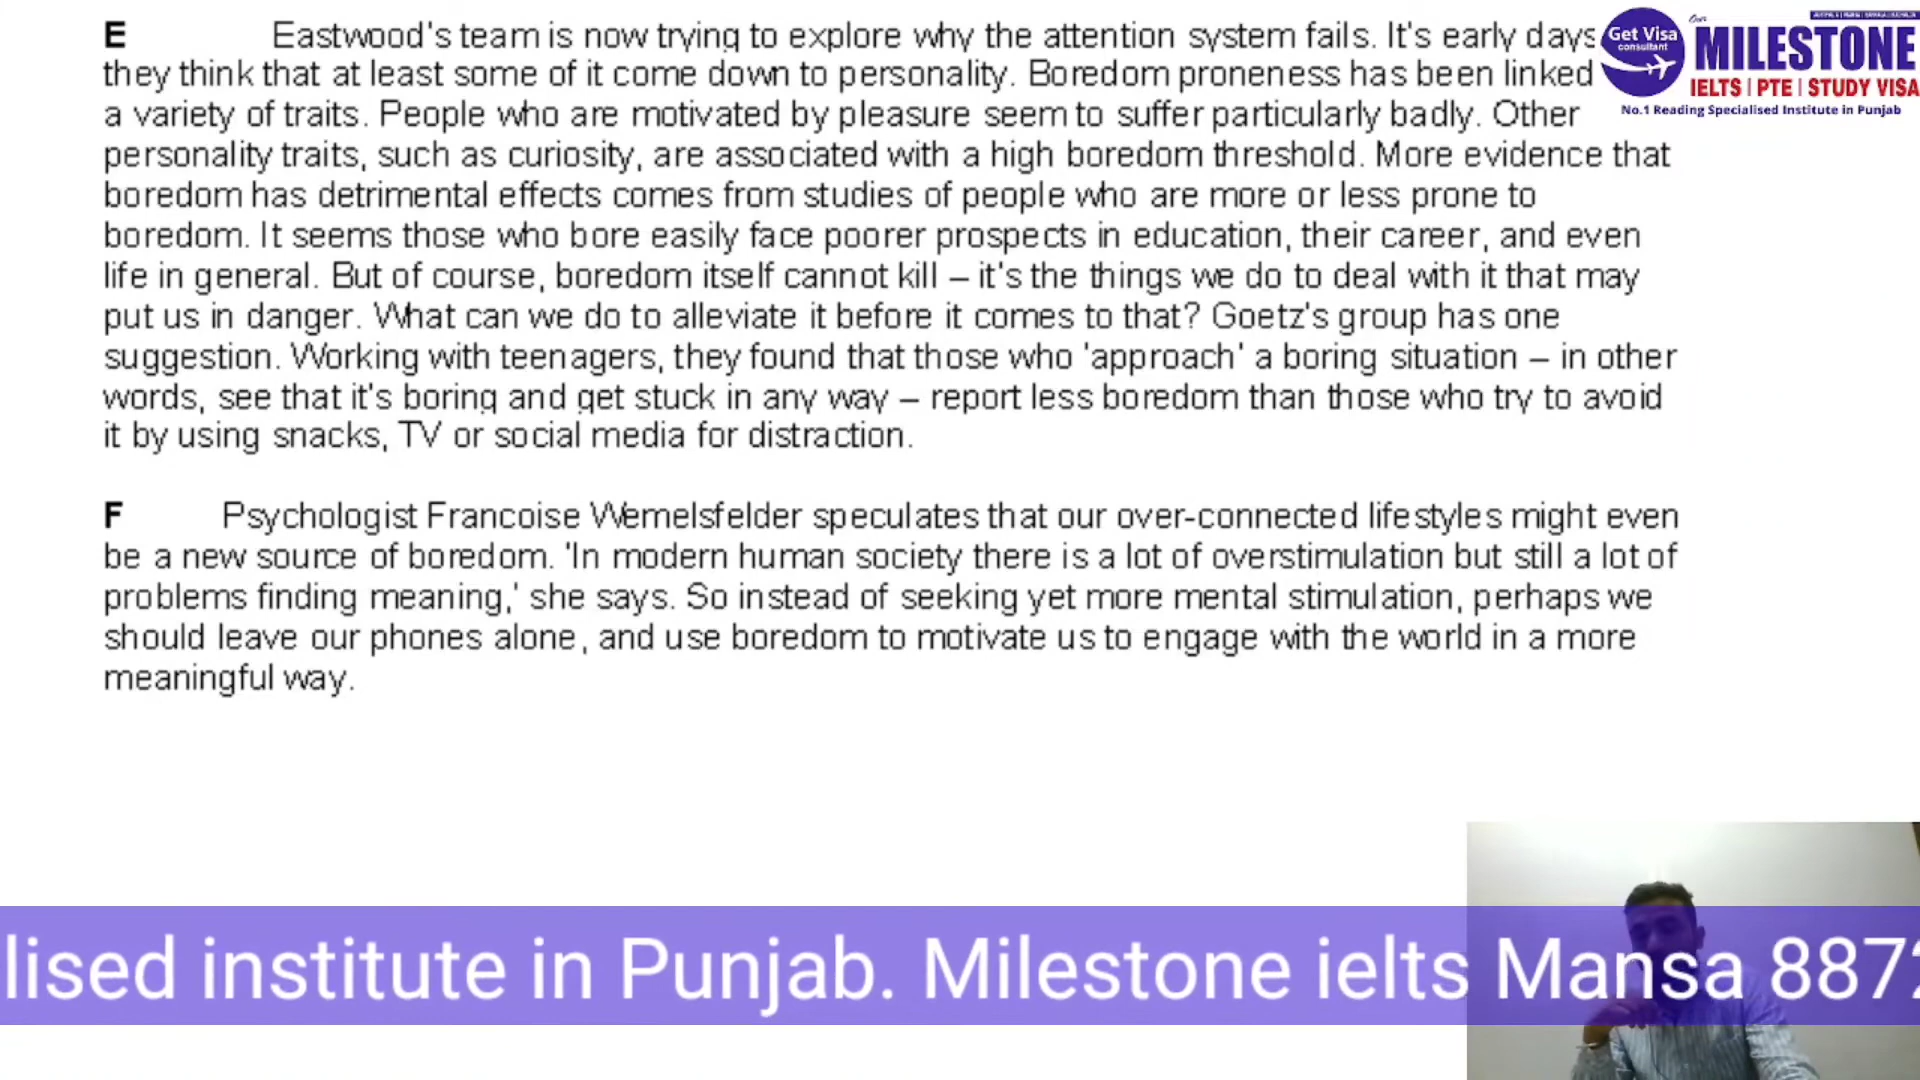 E Eastwood's team is now trying to explore why the attention system fails. It's early days
they think that at least some of it come down to personality. Boredom proneness has been linked
a variety of traits. People who are motivated by pleasure seem to suffer particularly badly. Other
personality traits, such as curiosity, are associated with a high boredom threshold. More evidence that
boredom has detrimental effects comes from studies of people who are more or less prone to
boredom. It seems those who bore easily face poorer prospects in education, their career, and even
life in general. But of course, boredom itself cannot kill – it's the things we do to deal with it that may
put us in danger. What can we do to alleviate it before it comes to that? Goetz's group has one
suggestion. Working with teenagers, they found that those who 'approach' a boring situation – in other
words, see that it's boring and get stuck in any way – report less boredom than those who try to avoid
it by using snacks, TV or social media for distraction.
F Psychologist Francoise Wemelsfelder speculates that our over-connected lifestyles might even
be a new source of boredom. 'In modern human society there is a lot of overstimulation but still a lot of
problems finding meaning,' she says. So instead of seeking yet more mental stimulation, perhaps we
should leave our phones alone, and use boredom to motivate us to engage with the world in a more
meaningful way.
Get Visa
consultant
Our
MILESTONE
IELTS | PTE | STUDY VISA
No.1 Reading Specialised Institute in Punjab
lised institute in Punjab. Milestone ielts Mansa 887